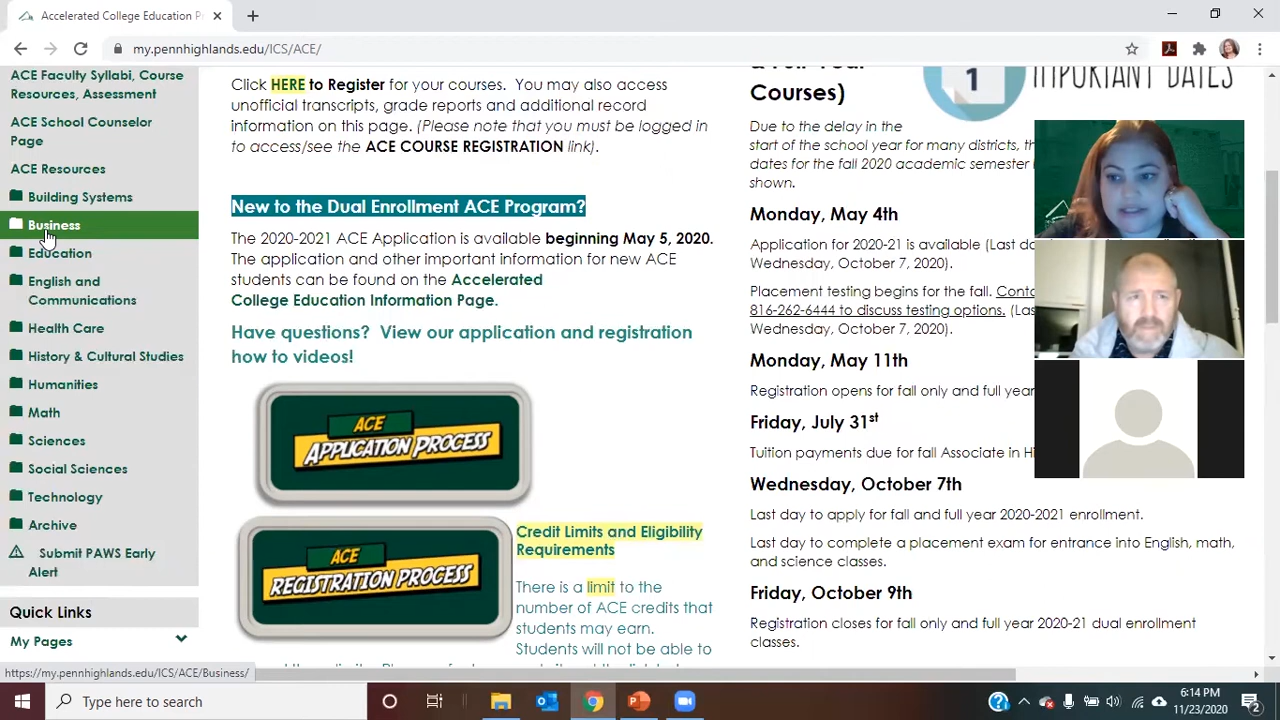 Accelerated College Education P
my.pennhighlands.edu/ICS/ACE/
ACE Faculty Syllabi, Course
Resources, Assessment
ACE School Counselor
Page
ACE Resources
Building Systems
Business
Education
English and
Communications
Health Care
History & Cultural Studies
Humanities
Math
Sciences
Social Sciences
Technology
Archive
Submit PAWS Early
Alert
Quick Links
My Pages
Click HERE to Register for your courses. You may also access
unofficial transcripts, grade reports and additional record
information on this page. (Please note that you must be logged in
to access/see the ACE COURSE REGISTRATION link).
New to the Dual Enrollment ACE Program?
The 2020-2021 ACE Application is available beginning May 5, 2020.
The application and other important information for new ACE
students can be found on the Accelerated
College Education Information Page.
Have questions? View our application and registration
how to videos!
ACE
APPLICATION PROCESS
ACE
REGISTRATION PROCESS
Credit Limits and Eligibility
Requirements
There is a limit to the
number of ACE credits that
students may earn.
Students will not be able to
Courses)
1
IMPORTANT DATES
Due to the delay in the
start of the school year for many districts, th
dates for the fall 2020 academic semester
shown.
Monday, May 4th
Application for 2020-21 is available (Last da
Wednesday, October 7, 2020).
Placement testing begins for the fall. Conta
816-262-6444 to discuss testing options. (Las
Wednesday, October 7, 2020).
Monday, May 11th
Registration opens for fall only and full year
Friday, July 31st
Tuition payments due for fall Associate in Hi
Wednesday, October 7th
Last day to apply for fall and full year 2020-2021 enrollment.
Last day to complete a placement exam for entrance into English, math,
and science classes.
Friday, October 9th
Registration closes for fall only and full year 2020-21 dual enrollment
classes.
https://my.pennhighlands.edu/ICS/ACE/Business/
Type here to search
6:14 PM
11/23/2020
2